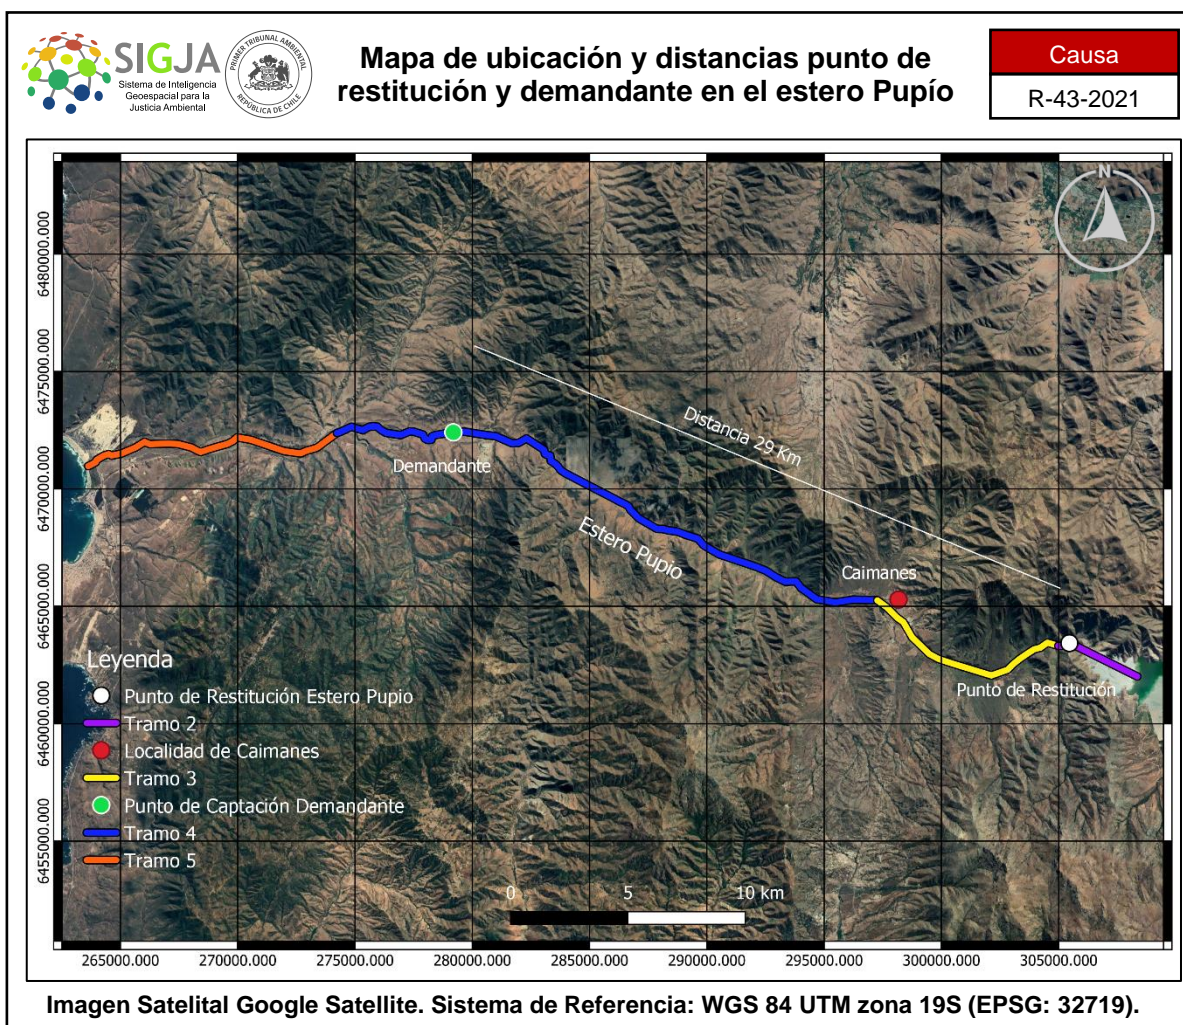 SIGJA
Sistema de Inteligencia
Geoespacial para la
Justicia Ambiental
PRIMER TRIBUNAL AMBIENTAL
REPÚBLICA DE CHILE
Mapa de ubicación y distancias punto de
restitución y demandante en el estero Pupío
Causa
R-43-2021
N
6480000.000
6475000.000
6470000.000
6465000.000
6460000.000
6455000.000
Distancia 29 Km
Demandante
Estero Pupío
Caimanes
Punto de Restitución
Leyenda
Punto de Restitución Estero Pupio
Tramo 2
Localidad de Caimanes
Tramo 3
Punto de Captación Demandante
Tramo 4
Tramo 5
0 5 10 km
265000.000 270000.000 275000.000 280000.000 285000.000 290000.000 295000.000 300000.000 305000.000
Imagen Satelital Google Satellite. Sistema de Referencia: WGS 84 UTM zona 19S (EPSG: 32719).